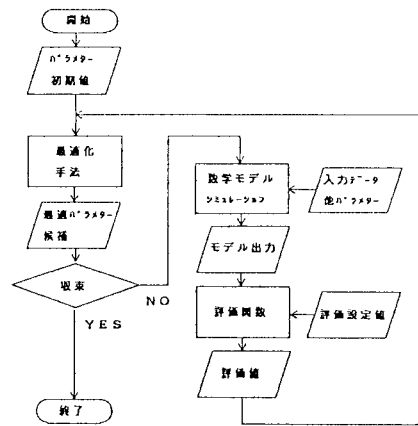 開始
パラメター
初期値
最適化
手法
最適パラメター
候補
収束
NO
YES
終了
数学モデル
シミュレーション
入力データ
他パラメター
モデル出力
評価関数
評価設定値
評価値